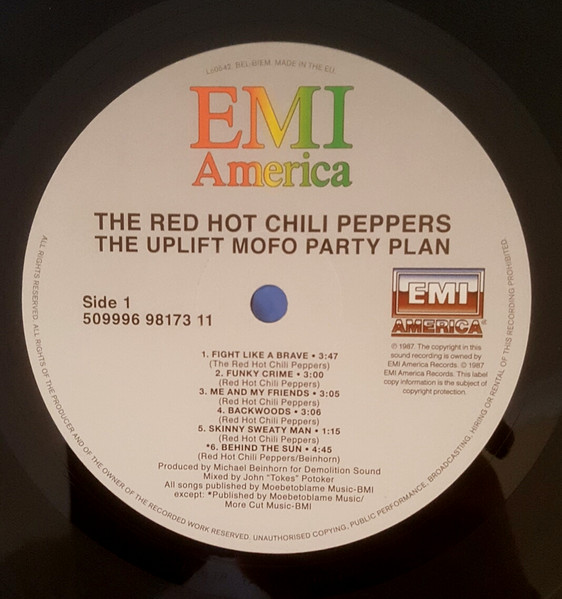 Lc0542. BEL-BIEM. MADE IN THE EU.
EMI
America
THE RED HOT CHILI PEPPERS
THE UPLIFT MOFO PARTY PLAN
Side 1
509996 98173 11
EMI
AMERICA
℗ 1987. The copyright in this
sound recording is owned by
EMI America Records. © 1987
EMI America Records. This label
copy information is the subject of
copyright protection.
1. FIGHT LIKE A BRAVE • 3:47
(The Red Hot Chili Peppers)
2. FUNKY CRIME • 3:00
(Red Hot Chili Peppers)
3. ME AND MY FRIENDS • 3:05
(Red Hot Chili Peppers)
4. BACKWOODS • 3:06
(Red Hot Chili Peppers)
5. SKINNY SWEATY MAN • 1:15
(Red Hot Chili Peppers)
*6. BEHIND THE SUN • 4:45
(Red Hot Chili Peppers/Beinhorn)
Produced by Michael Beinhorn for Demolition Sound
Mixed by John "Tokes" Potoker
All songs published by Moebetoblame Music-BMI
except: *Published by Moebetoblame Music/
More Cut Music-BMI
ALL RIGHTS RESERVED. ALL RIGHTS OF THE PRODUCER AND OF THE OWNER OF THE RECORDED WORK RESERVED. UNAUTHORISED COPYING, PUBLIC PERFORMANCE, BROADCASTING, HIRING OR RENTAL OF THIS RECORDING PROHIBITED.